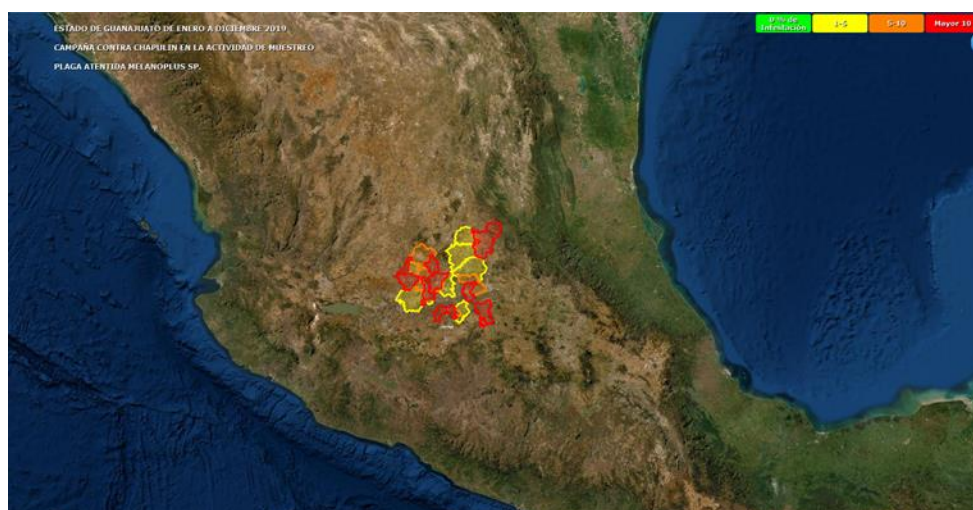 ESTADO DE GUANAJUATO DE ENERO A DICIEMBRE 2019
CAMPAÑA CONTRA CHAPULIN EN LA ACTIVIDAD DE MUESTREO
PLAGA ATENTIDA MELANOPLUS SP.
0 % de
Infestación
1-5
5-10
Mayor 10